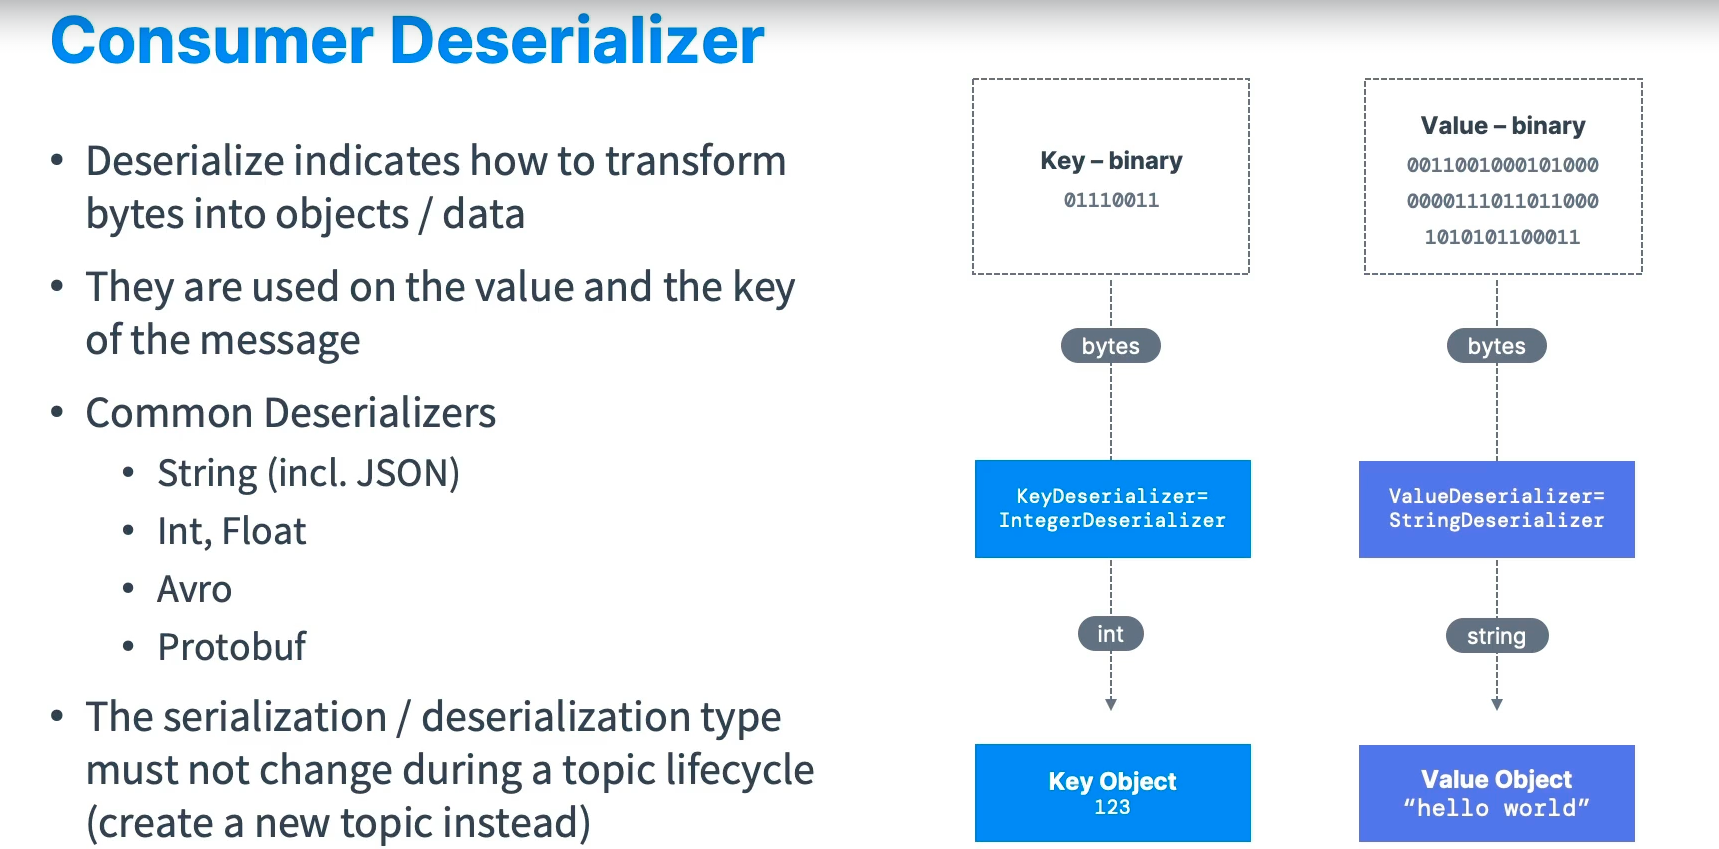 Consumer Deserializer
• Deserialize indicates how to transform
bytes into objects / data
• They are used on the value and the key
of the message
• Common Deserializers
• String (incl. JSON)
• Int, Float
• Avro
• Protobuf
• The serialization / deserialization type
must not change during a topic lifecycle
(create a new topic instead)
Key – binary
01110011
bytes
KeyDeserializer=
IntegerDeserializer
int
Key Object
123
Value – binary
0011001000101000
0000111011011000
1010101100011
bytes
ValueDeserializer=
StringDeserializer
string
Value Object
“hello world”